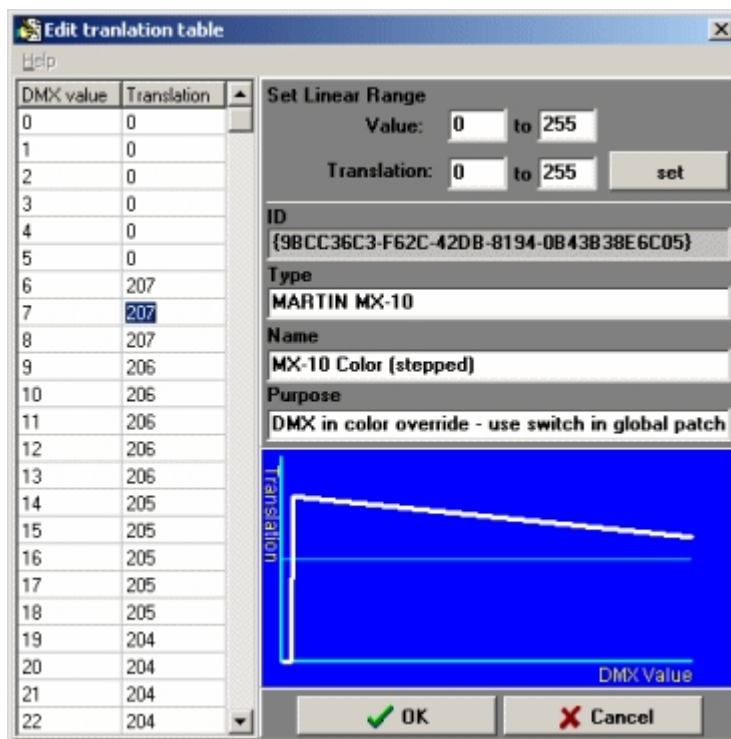 Edit tranlation table
Help
DMX value Translation
0 0
1 0
2 0
3 0
4 0
5 0
6 207
7 207
8 207
9 206
10 206
11 206
12 206
13 206
14 205
15 205
16 205
17 205
18 205
19 204
20 204
21 204
22 204
Set Linear Range
Value: 0 to 255
Translation: 0 to 255 set
ID
{9BCC36C3-F62C-42DB-8194-0B43B38E6C05}
Type
MARTIN MX-10
Name
MX-10 Color (stepped)
Purpose
DMX in color override - use switch in global patch
Translation
DMX Value
OK Cancel